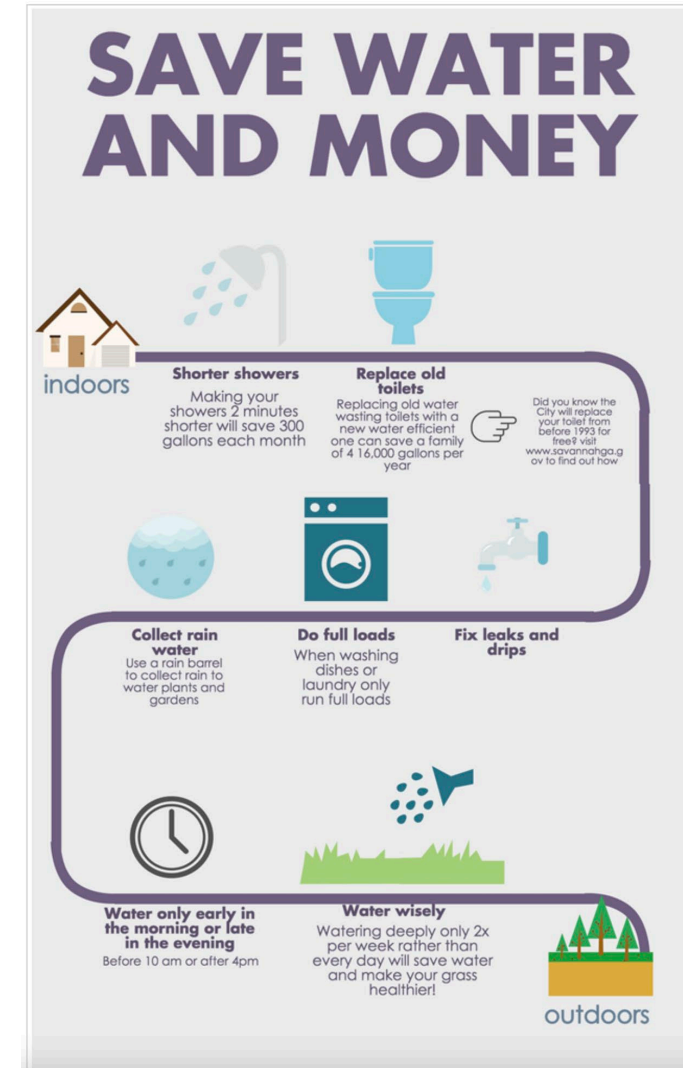 SAVE WATER
AND MONEY
indoors
Shorter showers
Making your
showers 2 minutes
shorter will save 300
gallons each month
Replace old
toilets
Replacing old water
wasting toilets with a
new water efficient
one can save a family
of 4 16,000 gallons per
year
Did you know the
City will replace
your toilet from
before 1993 for
free? visit
www.savannahga.g
ov to find out how
Collect rain
water
Use a rain barrel
to collect rain to
water plants and
gardens
Do full loads
When washing
dishes or
laundry only
run full loads
Fix leaks and
drips
Water only early in
the morning or late
in the evening
Before 10 am or after 4pm
Water wisely
Watering deeply only 2x
per week rather than
every day will save water
and make your grass
healthier!
outdoors